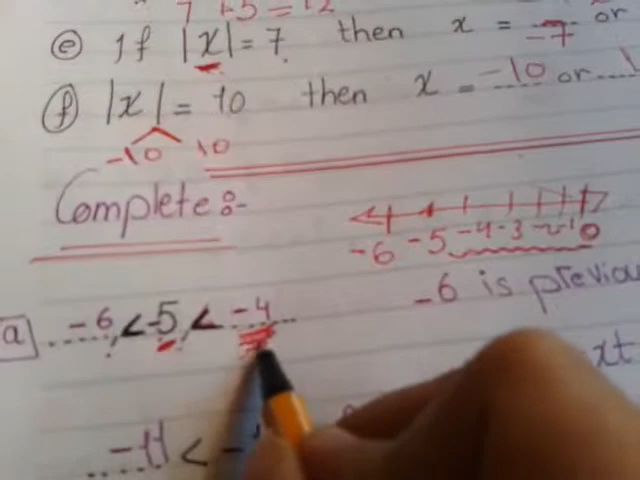 7 +5 = 12
e If |x| = 7 then x = -7 or
f |x| = 10 then x = -10 or
-10 10
Complete:-
-6 -5 -4 -3 -2 -1 0
-6 is previou
a -6 < -5 < -4
xt
-11 <